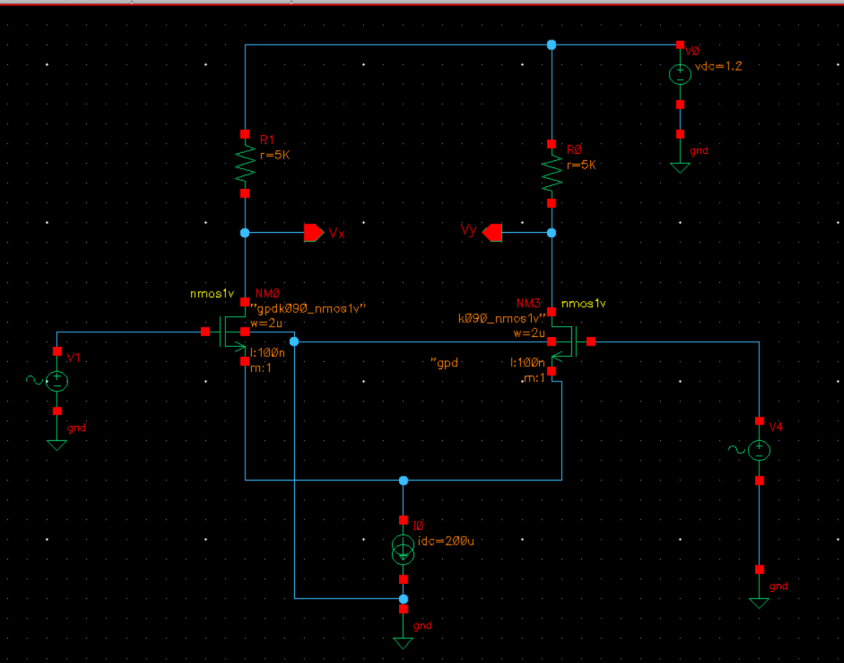 V0
vdc=1.2
gnd
R1
r=5K
R0
r=5K
Vx
Vy
nmos1v
NM0
"gpdk090_nmos1v"
w=2u
l:100n
m:1
NM3
nmos1v
k090_nmos1v"
w=2u
"gpd
l:100n
m:1
V1
gnd
V4
gnd
I0
idc=200u
gnd